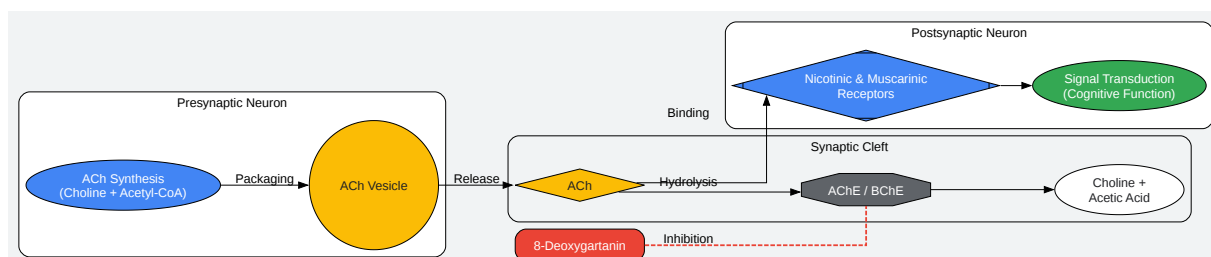 Postsynaptic Neuron
Nicotinic & Muscarinic
Receptors
Signal Transduction
(Cognitive Function)
Presynaptic Neuron
Binding
Synaptic Cleft
ACh Synthesis
(Choline + Acetyl-CoA)
Packaging
ACh Vesicle
Release
ACh
Hydrolysis
AChE / BChE
Choline +
Acetic Acid
8-Deoxygartanin
Inhibition